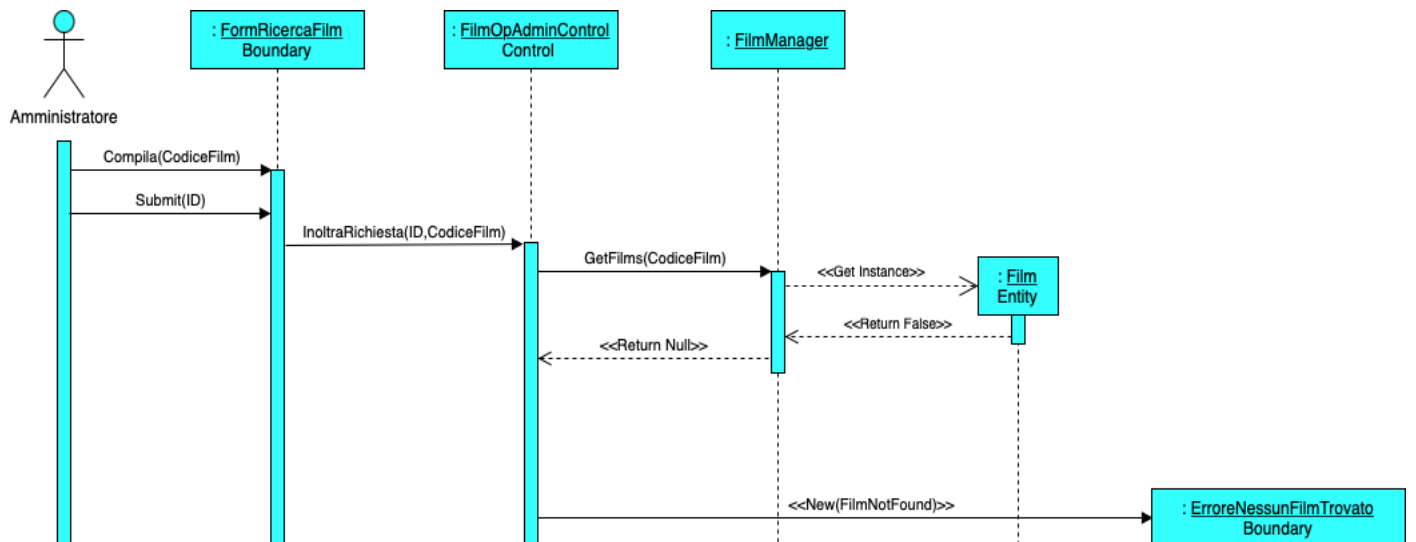 : FormRicercaFilm
Boundary
: FilmOpAdminControl
Control
: FilmManager
Amministratore
Compila(CodiceFilm)
Submit(ID)
InoltraRichiesta(ID,CodiceFilm)
GetFilms(CodiceFilm)
<<Get Instance>>
: Film
Entity
<<Return False>>
<<Return Null>>
<<New(FilmNotFound)>>
: ErroreNessunFilmTrovato
Boundary